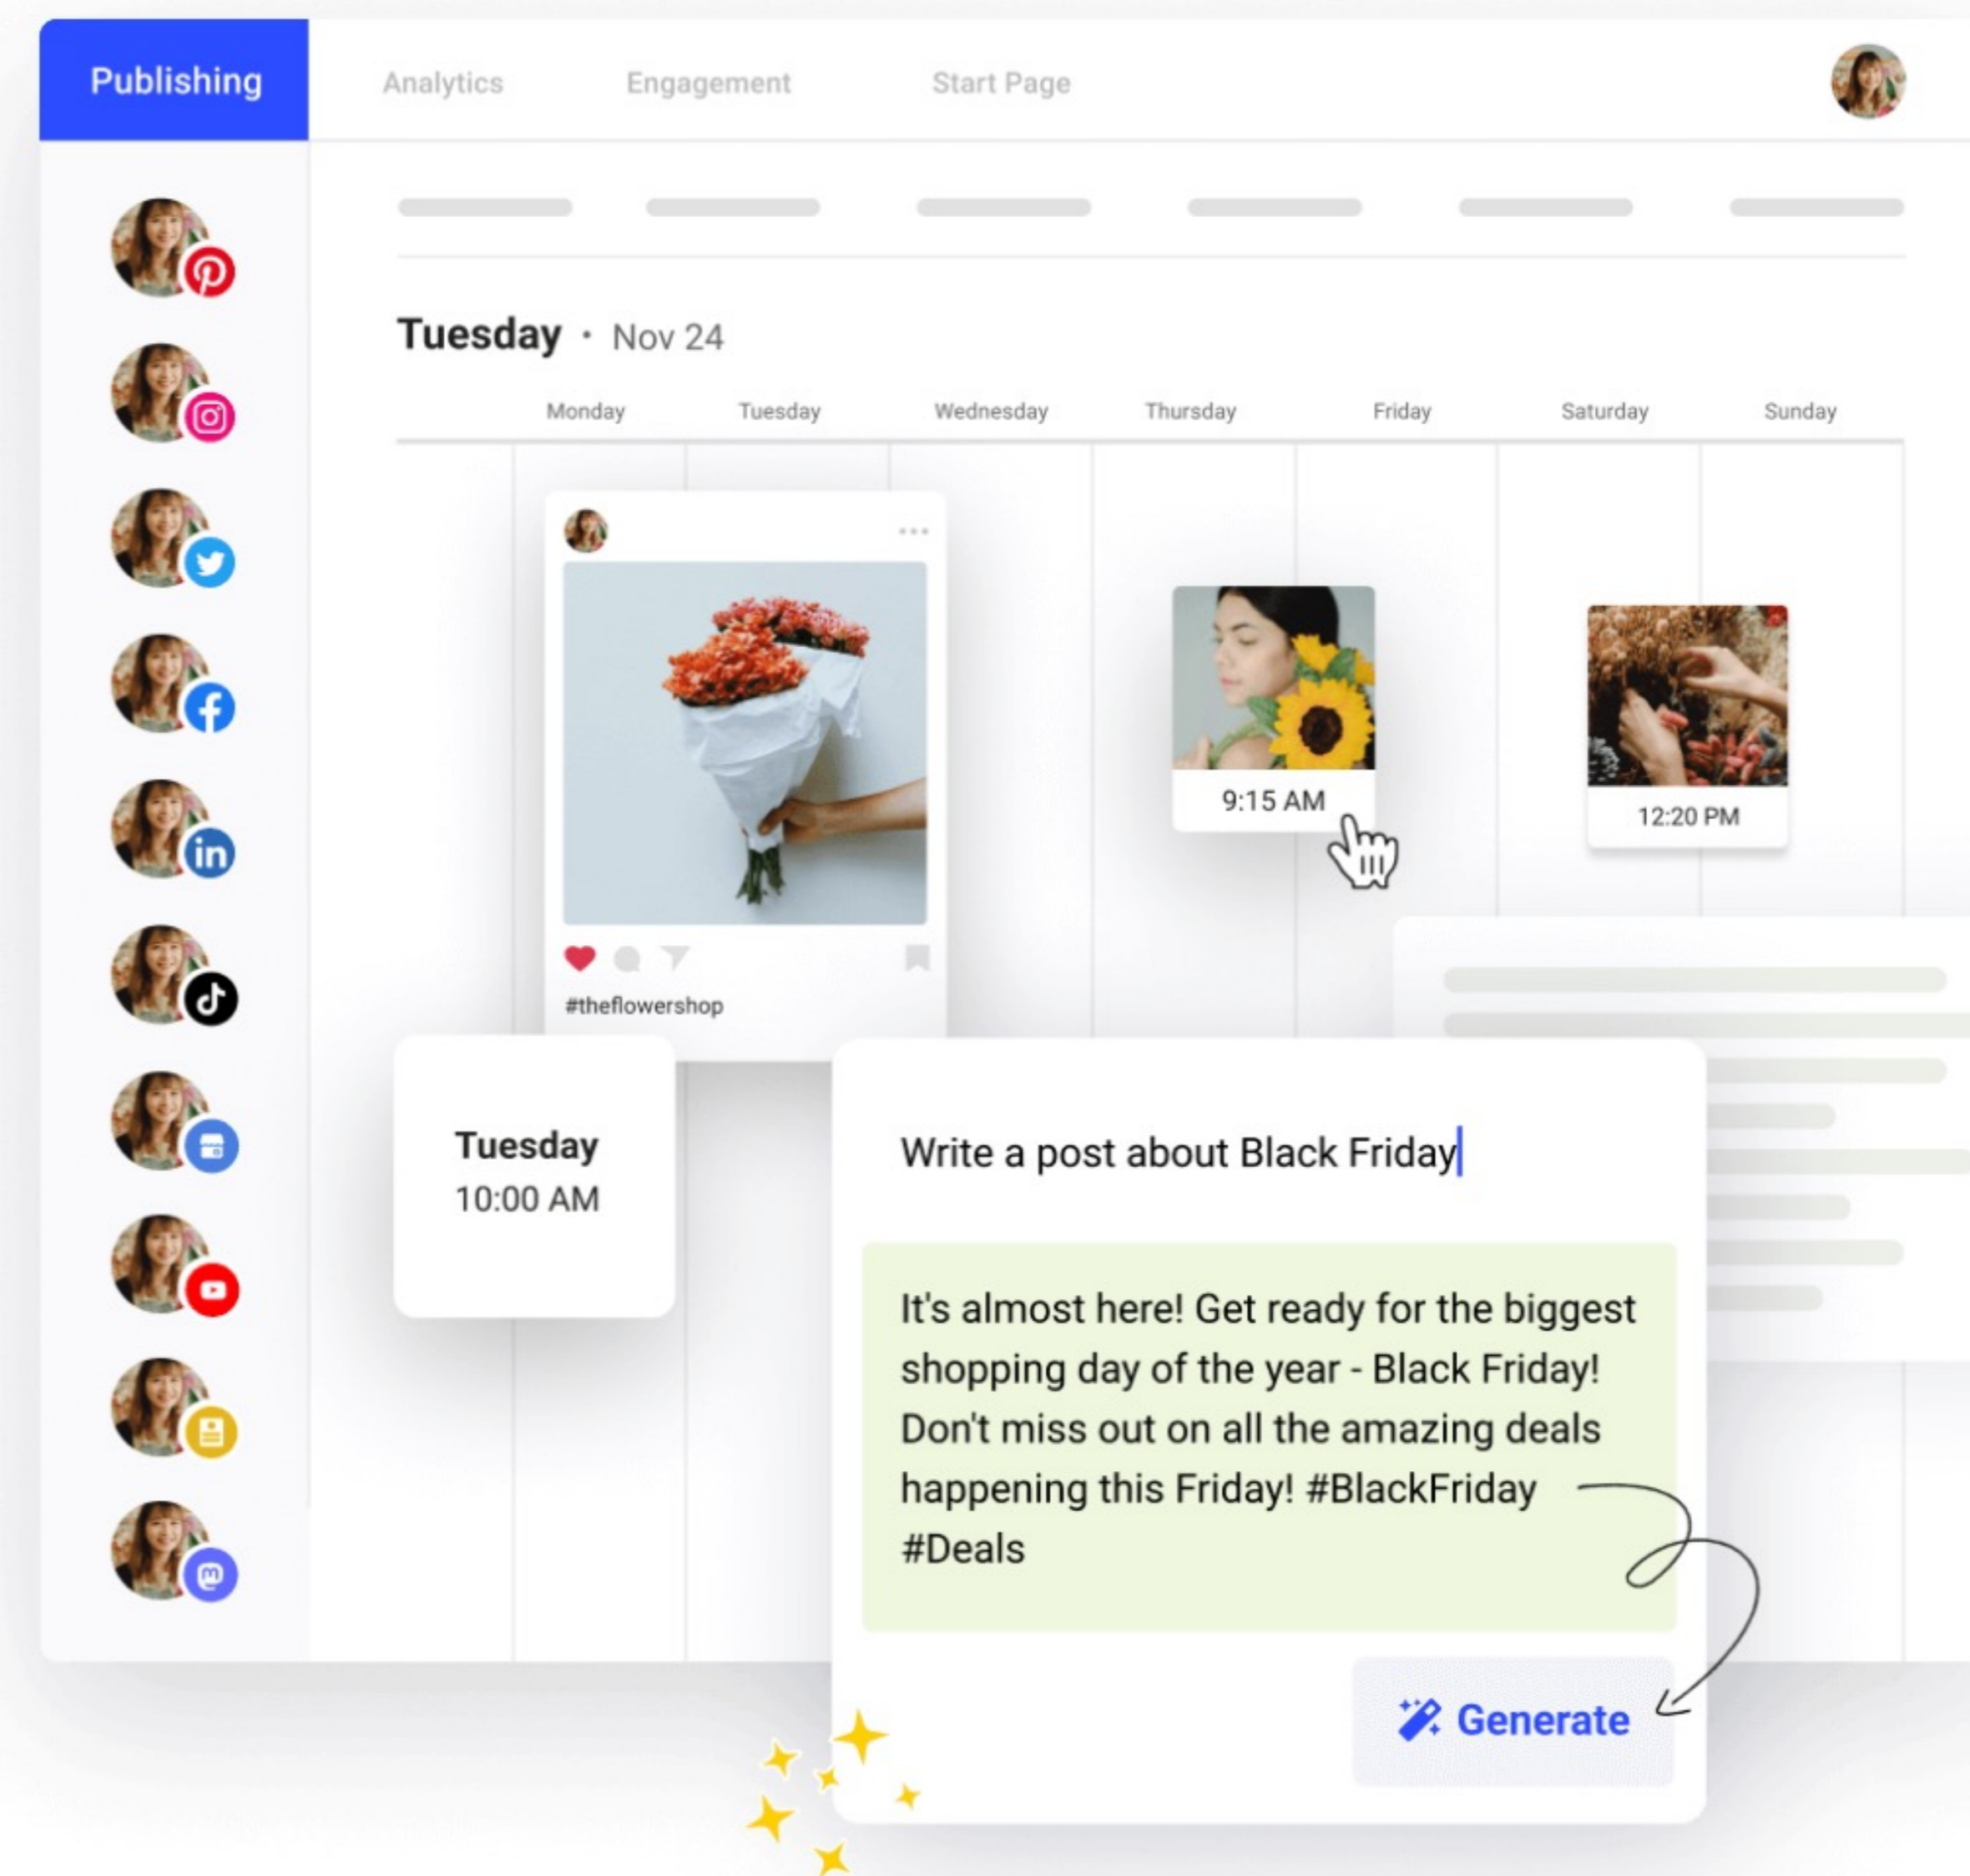 Publishing
Analytics
Engagement
Start Page
Tuesday · Nov 24
Monday
Tuesday
Wednesday
Thursday
Friday
Saturday
Sunday
9:15 AM
12:20 PM
#theflowershop
Tuesday
10:00 AM
Write a post about Black Friday
It's almost here! Get ready for the biggest
shopping day of the year - Black Friday!
Don't miss out on all the amazing deals
happening this Friday! #BlackFriday
#Deals
Generate